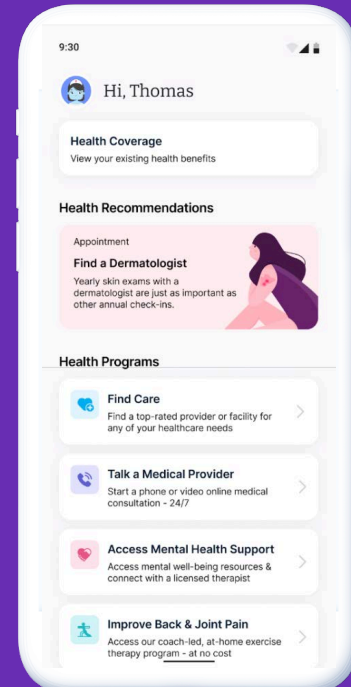 9:30
Hi, Thomas
Health Coverage
View your existing health benefits
Health Recommendations
Appointment
Find a Dermatologist
Yearly skin exams with a
dermatologist are just as important as
other annual check-ins.
Health Programs
Find Care
Find a top-rated provider or facility for
any of your healthcare needs
Talk a Medical Provider
Start a phone or video online medical
consultation - 24/7
Access Mental Health Support
Access mental well-being resources &
connect with a licensed therapist
Improve Back & Joint Pain
Access our coach-led, at-home exercise
therapy program - at no cost